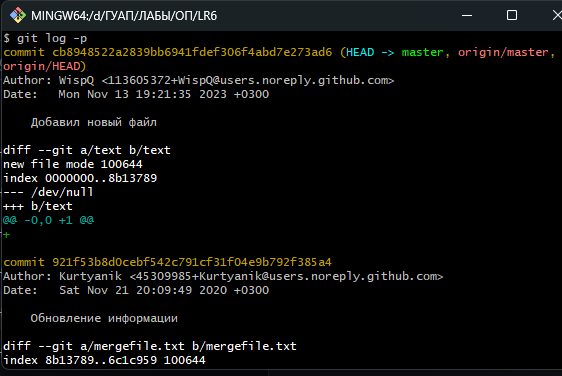 MINGW64:/d/ГУАП/ЛАБЫ/ОП/LR6
$ git log -p
commit cb8948522a2839bb6941fdef306f4abd7e273ad6 (HEAD -> master, origin/master,
origin/HEAD)
Author: WispQ <113605372+WispQ@users.noreply.github.com>
Date:   Mon Nov 13 19:21:35 2023 +0300
    Добавил новый файл
diff --git a/text b/text
new file mode 100644
index 0000000..8b13789
--- /dev/null
+++ b/text
@@ -0,0 +1 @@
+
commit 921f53b8d0cebf542c791cf31f04e9b792f385a4
Author: Kurtyanik <45309985+Kurtyanik@users.noreply.github.com>
Date:   Sat Nov 21 20:09:49 2020 +0300
    Обновление информации
diff --git a/mergefile.txt b/mergefile.txt
index 8b13789..6c1c959 100644